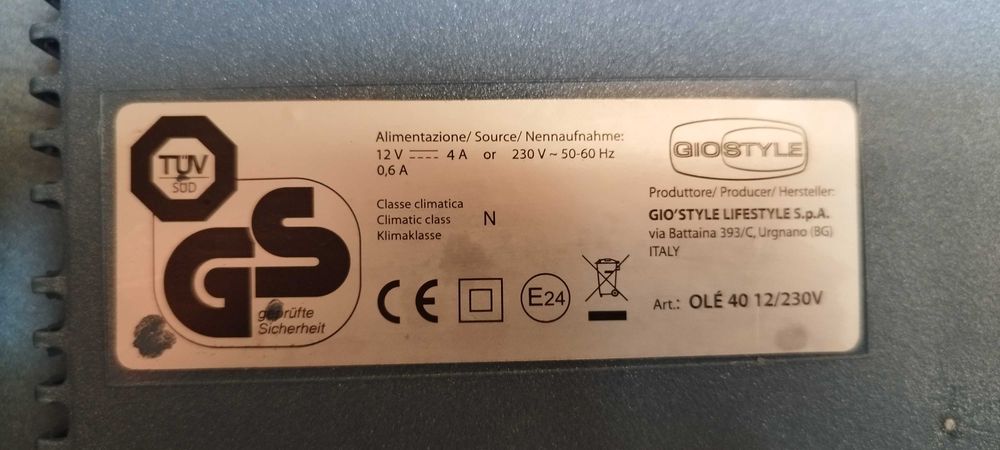 TÜV
SÜD
GS
geprüfte
Sicherheit
Alimentazione/ Source/ Nennaufnahme:
12 V ⎓ 4 A or 230 V ~ 50-60 Hz
0,6 A
Classe climatica
Climatic class N
Klimaklasse
CE
E24
GIOSTYLE
Produttore/ Producer/ Hersteller:
GIO'STYLE LIFESTYLE S.p.A.
via Battaina 393/C, Urgnano (BG)
ITALY
Art.: OLÉ 40 12/230V